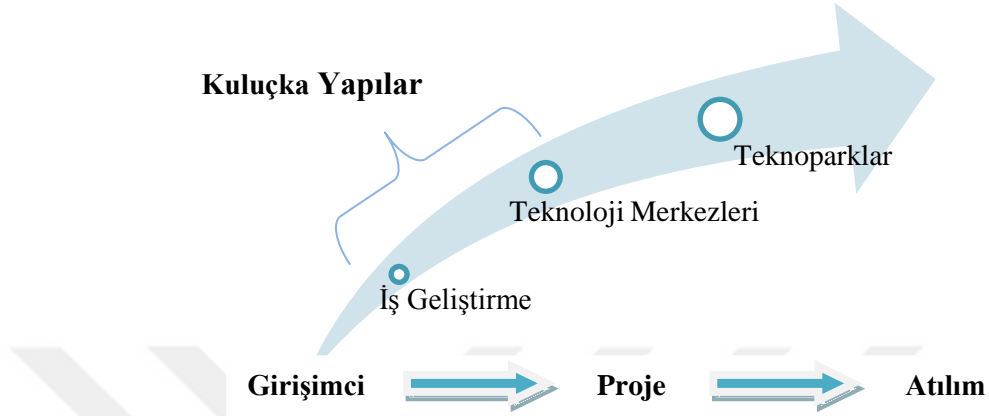 Kuluçka Yapılar
Teknoparklar
Teknoloji Merkezleri
İş Geliştirme
Girişimci Proje Atılım